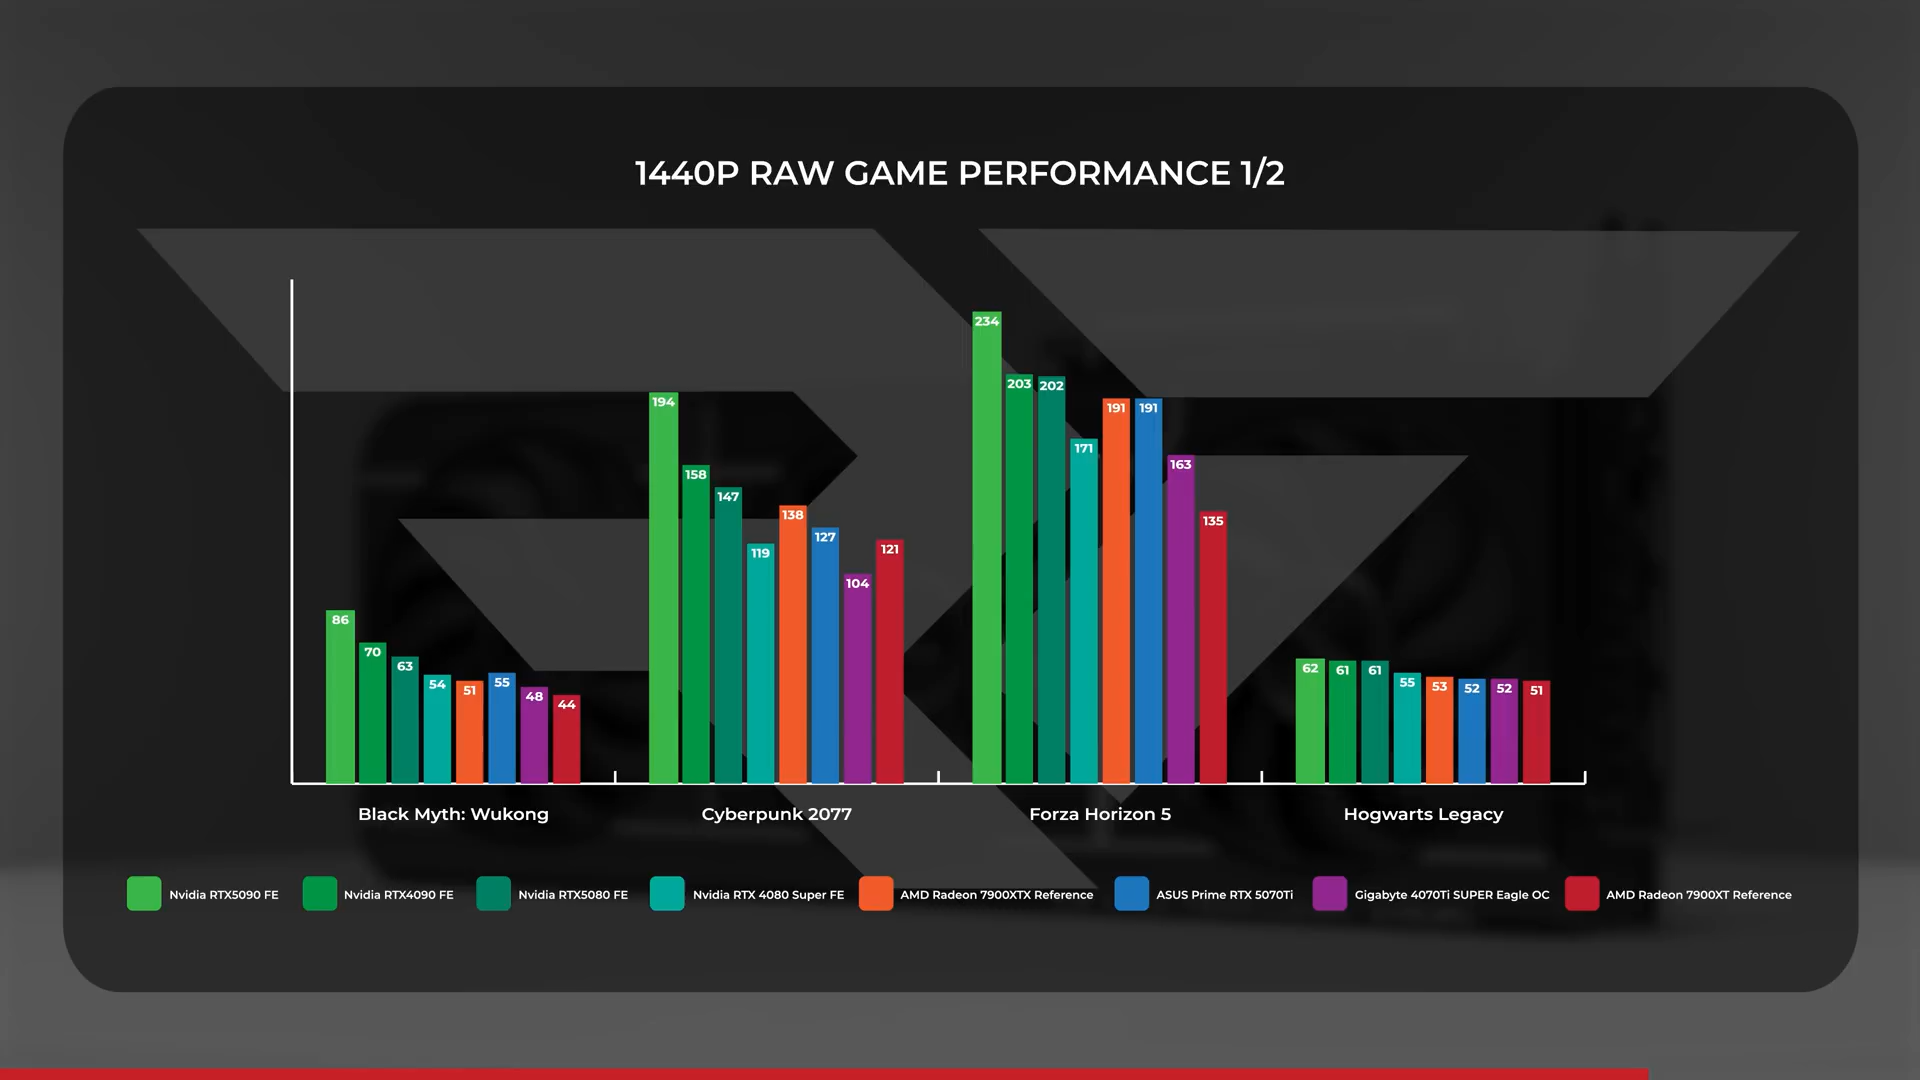 1440P RAW GAME PERFORMANCE 1/2
86 70 63 54 51 55 48 44
194 158 147 119 138 127 104 121
234 203 202 171 191 191 163 135
62 61 61 55 53 52 52 51
Black Myth: Wukong Cyberpunk 2077 Forza Horizon 5 Hogwarts Legacy
Nvidia RTX5090 FE Nvidia RTX4090 FE Nvidia RTX5080 FE Nvidia RTX 4080 Super FE AMD Radeon 7900XTX Reference ASUS Prime RTX 5070Ti Gigabyte 4070Ti SUPER Eagle OC AMD Radeon 7900XT Reference